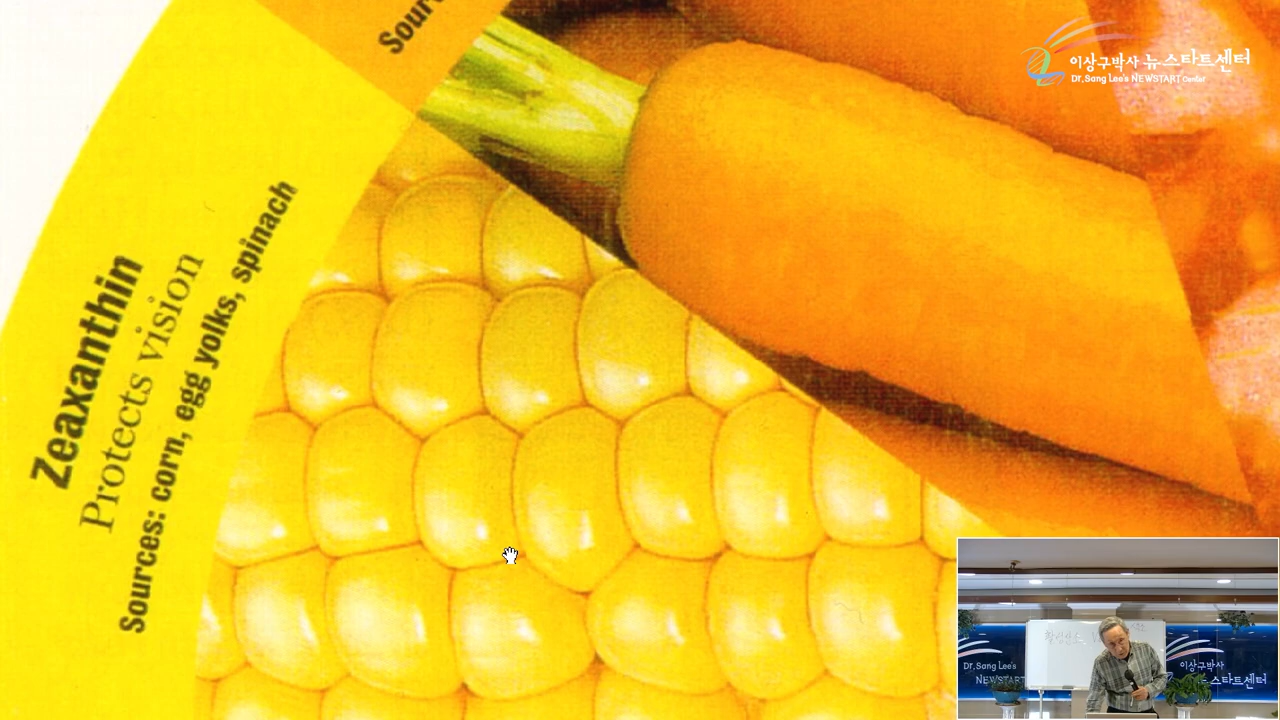 Sourc
이상구박사 뉴스타트센터
Dr.Sang Lee's NEWSTART Center
Zeaxanthin
Protects vision
Sources: corn, egg yolks, spinach
Dr.Sang Lee's
NEWSTART
이상구박사
뉴스타트센터